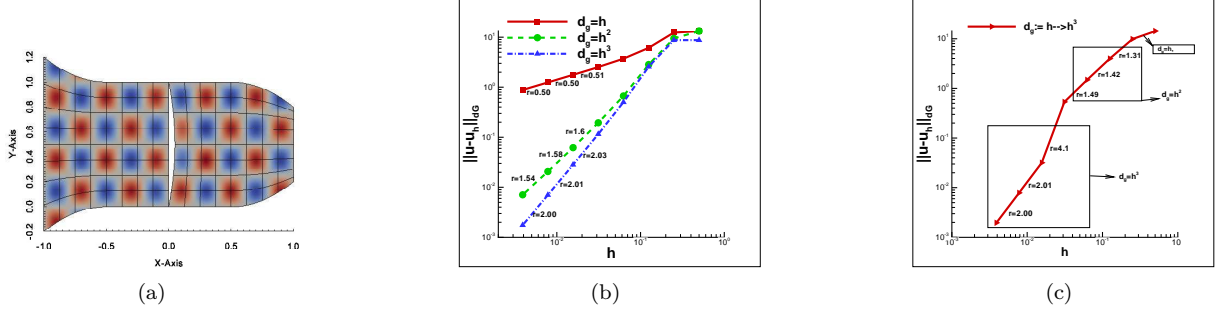 1.2
1.0
0.8
0.6
0.4
0.2
0.0
-0.2
Y-Axis
-1.0 -0.5 0.0 0.5 1.0
X-Axis
(a)
d_g=h
d_g=h^2
d_g=h^3
||u-u_h||_dG
10^1
10^0
10^-1
10^-2
10^-3
r=0.50
r=0.50
r=0.50
r=0.51
r=1.54
r=1.58
r=1.6
r=2.00
r=2.01
r=2.03
10^-2 10^-1 10^0
h
(b)
d_g:= h-->h^3
||u-u_h||_dG
10^1
10^0
10^-1
10^-2
10^-3
d_g=h,
r=1.31
r=1.42
r=1.49
d_g=h^2
r=4.1
d_g=h^3
r=2.01
r=2.00
10^-3 10^-2 10^-1 10^0
h
(c)